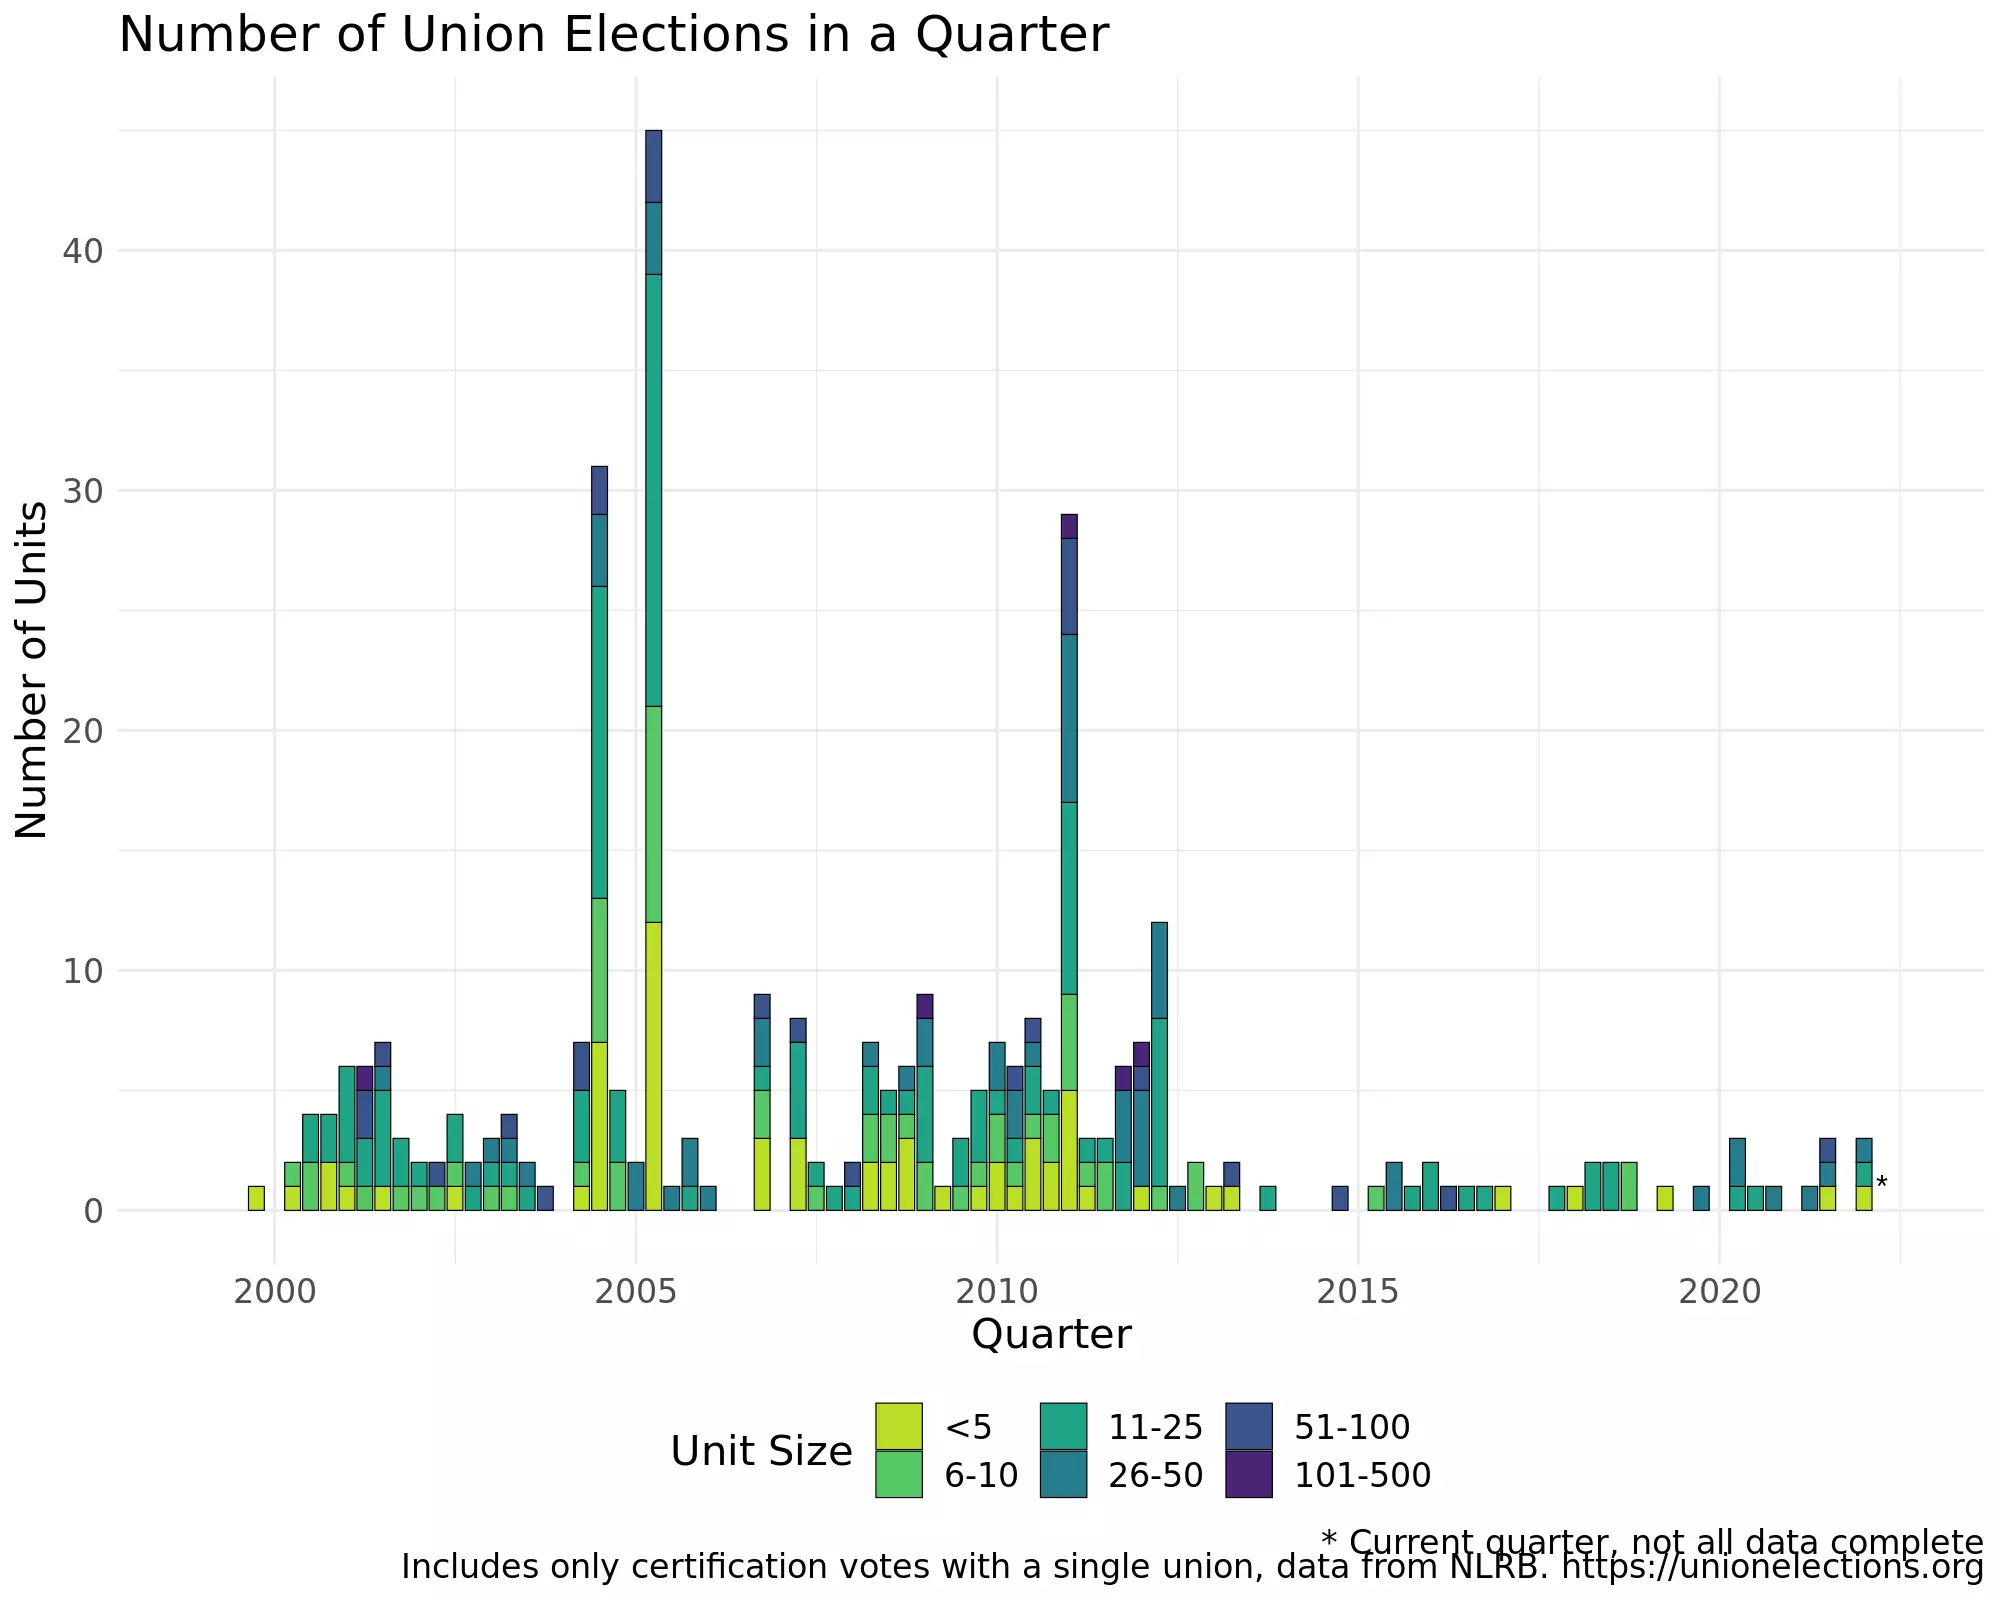 Number of Union Elections in a Quarter
Number of Units
40
30
20
10
0
*
2000 2005 2010 2015 2020
Quarter
Unit Size
<5 11-25 51-100
6-10 26-50 101-500
* Current quarter, not all data complete
Includes only certification votes with a single union, data from NLRB. https://unionelections.org